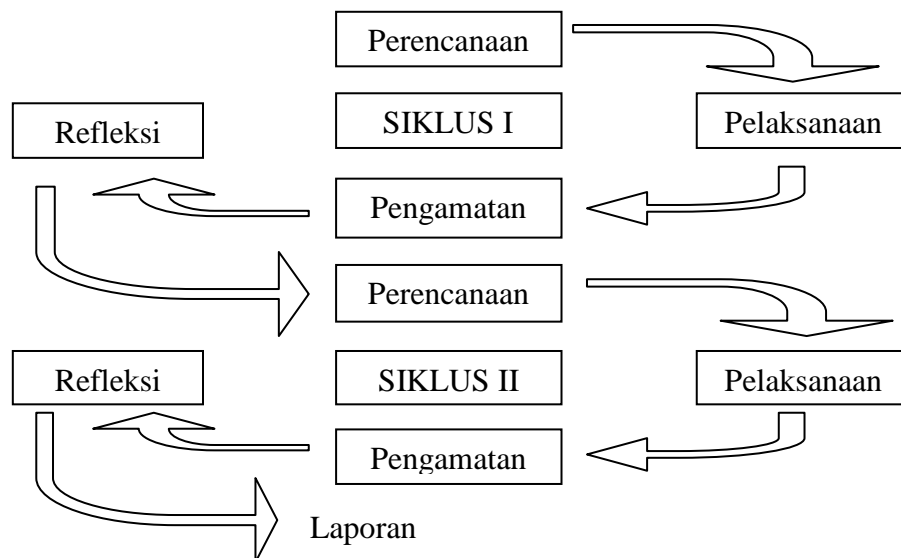 Perencanaan
Refleksi
SIKLUS I
Pelaksanaan
Pengamatan
Perencanaan
Refleksi
SIKLUS II
Pelaksanaan
Pengamatan
Laporan